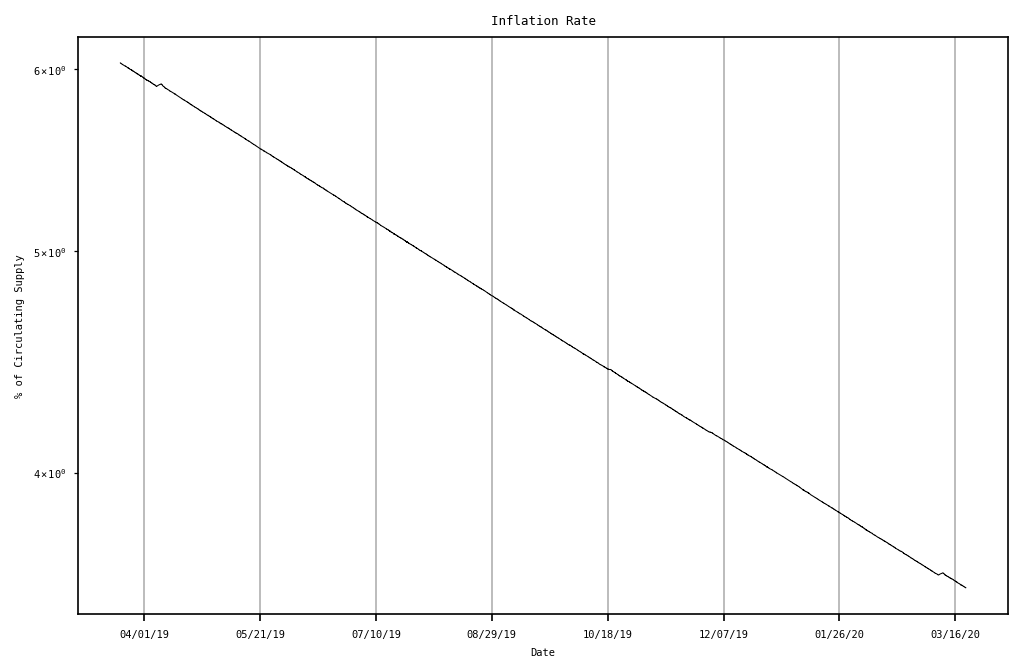 Inflation Rate
6×10⁰
5×10⁰
4×10⁰
% of Circulating Supply
04/01/19 05/21/19 07/10/19 08/29/19 10/18/19 12/07/19 01/26/20 03/16/20
Date